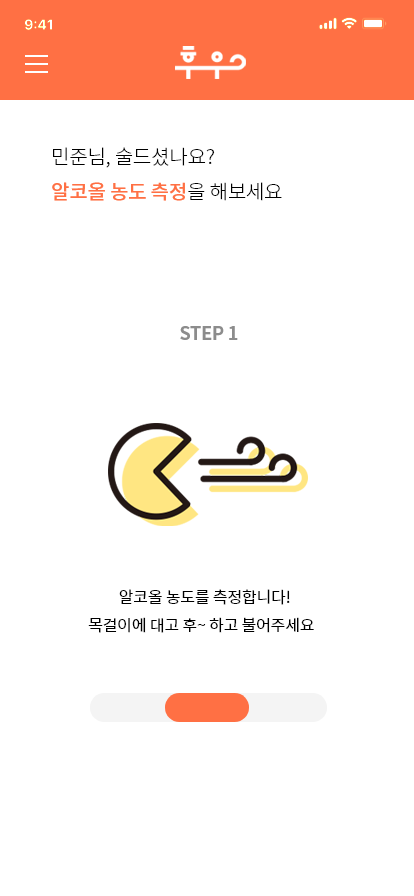 9:41
후우
민준님, 술드셨나요?
알코올 농도 측정을 해보세요
STEP 1
알코올 농도를 측정합니다!
목걸이에 대고 후~ 하고 불어주세요